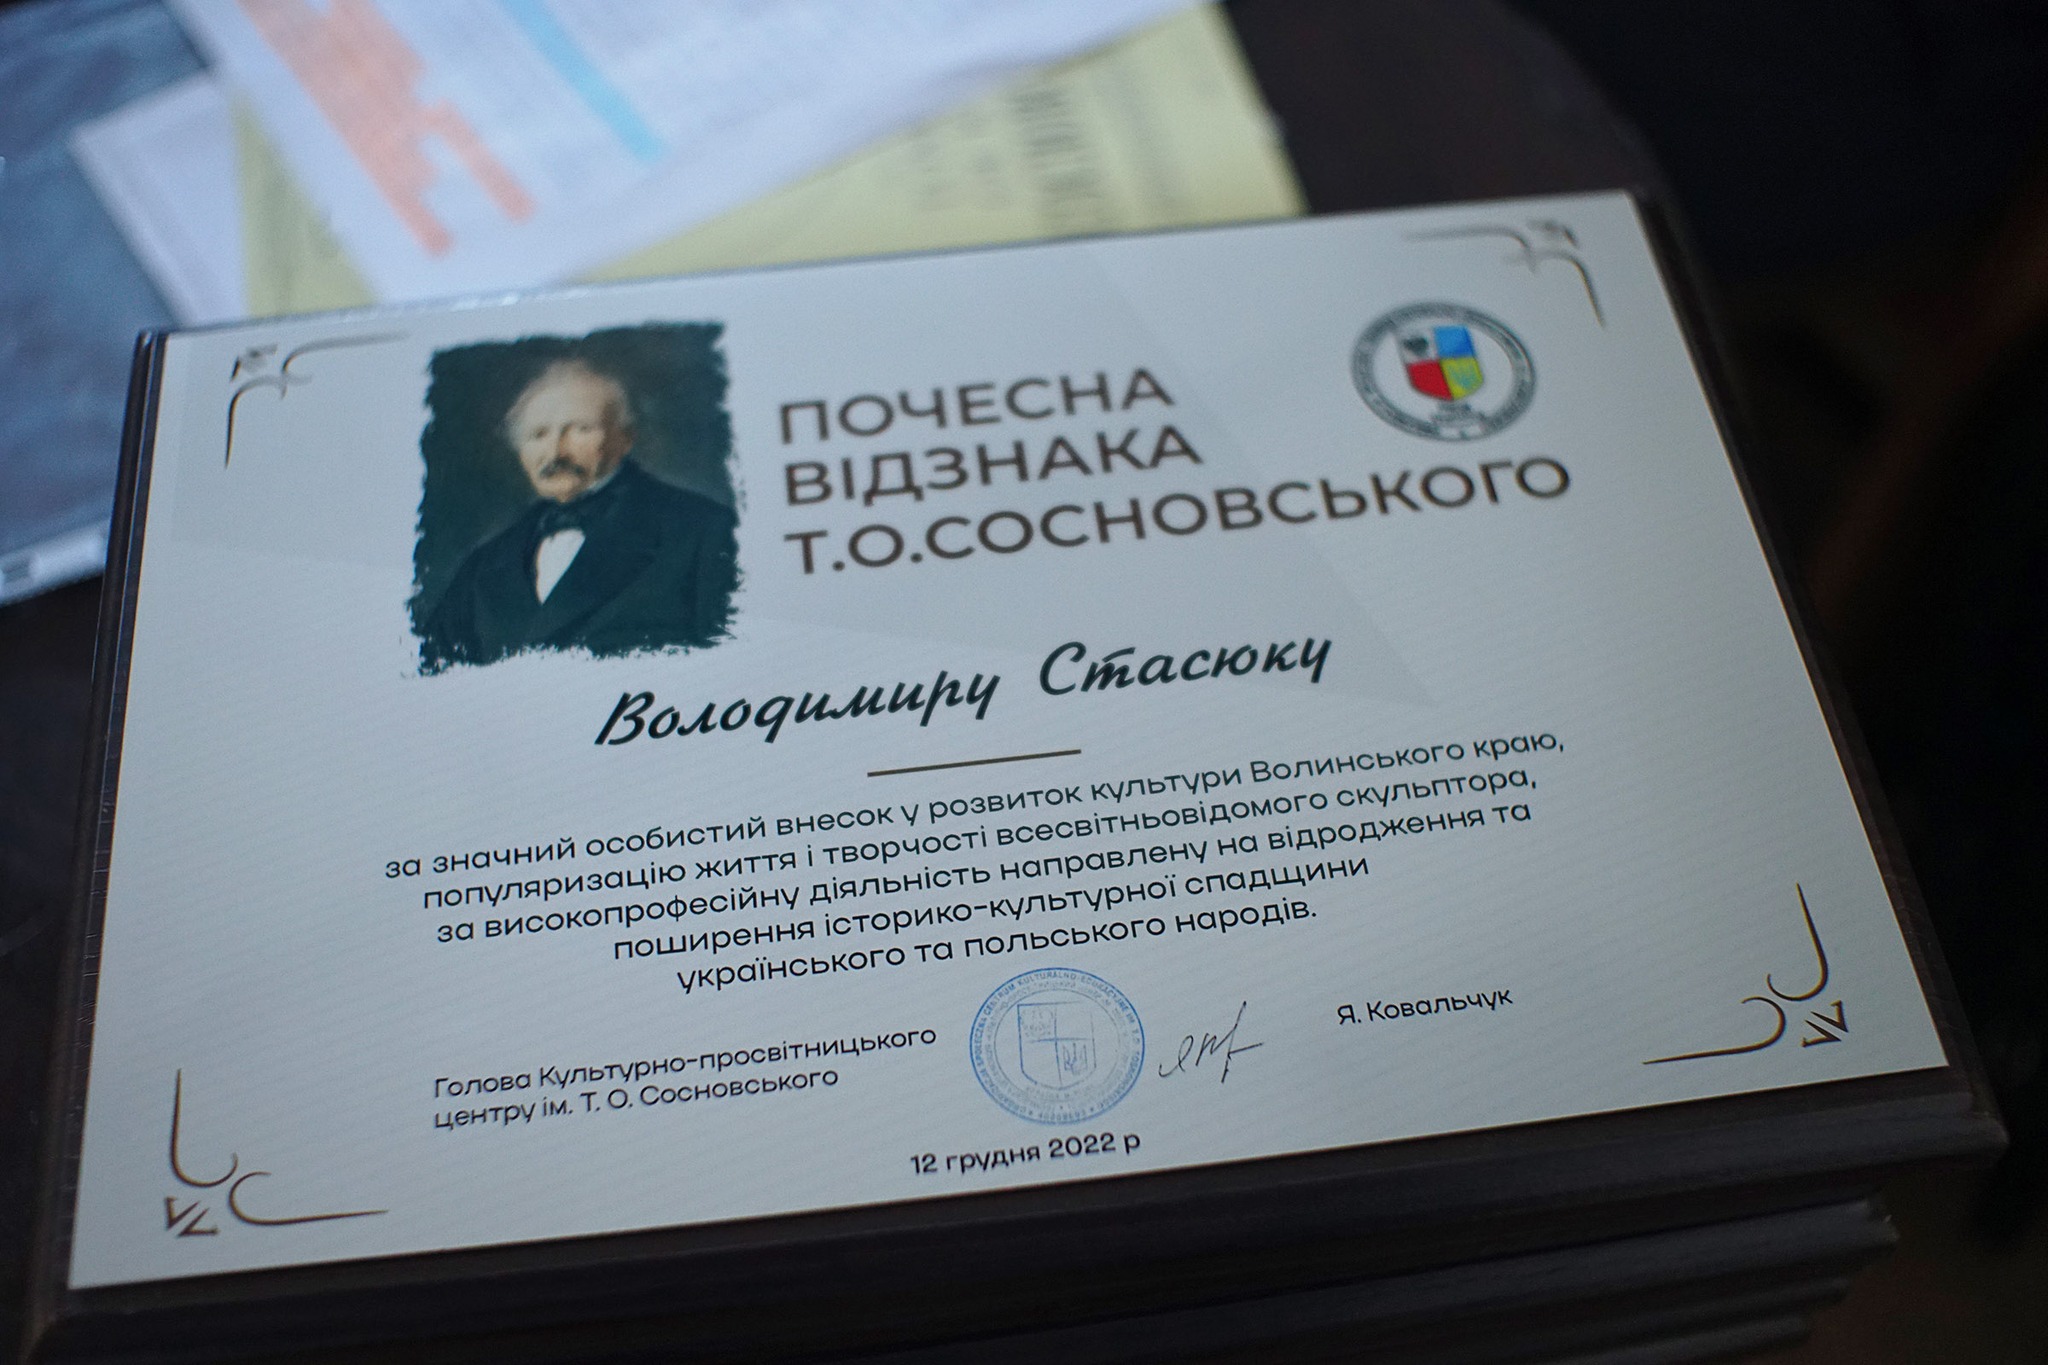 ПОЧЕСНА
ВІДЗНАКА
Т.О.СОСНОВСЬКОГО
Володимиру Стасюку
за значний особистий внесок у розвиток культури Волинського краю,
популяризацію життя і творчості всесвітньовідомого скульптора,
за високопрофесійну діяльність направлену на відродження та
поширення історико-культурної спадщини
українського та польського народів.
Голова Культурно-просвітницького
центру ім. Т. О. Сосновського
Я. Ковальчук
12 грудня 2022 р